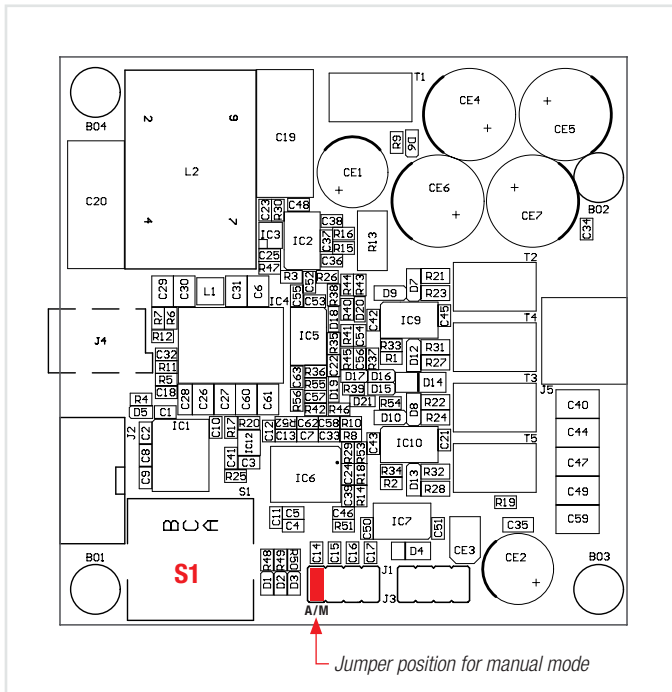 T1
CE4
CE5
B04
2
9
L2
C19
R9
D6
CE1
C20
CE6
CE7
B02
C34
4
7
C23
R30
C48
IC3
IC2
C38
C37
R16
R15
C36
R13
C25
R47
R3
C52
R26
T2
C29
C30
L1
C31
C6
IC4
C55
C53
R38
R44
R43
D9
D7
R21
R23
J4
R7
R6
R12
IC5
D18
R40
D20
C42
IC9
C45
T4
R35
R41
C54
C32
R11
R5
C18
C22
R45
C56
R37
R33
R1
D12
R31
R27
C63
R36
R55
D19
D17
D16
R39
D15
D14
T3
J5
R4
D5
C1
C28
C26
C27
C60
C61
R56
C57
R42
R46
D21
R54
D10
D8
R22
R24
C40
J2
C2
IC1
C10
R17
R20
C12
R52
C62
C58
R10
C13
C7
C33
R8
C43
IC10
C21
T5
C44
C8
C9
C41
IC12
C3
R25
IC6
R29
R53
C24
R18
R34
R2
D13
R32
R28
C47
S1
C39
R14
R19
C49
BCA
C11
C5
C4
C46
R51
C50
IC7
C51
C35
C59
S1
B01
R48
R49
R50
C14
C15
C16
C17
D4
CE3
CE2
B03
D1
D2
D3
J1
J3
A/M
Jumper position for manual mode